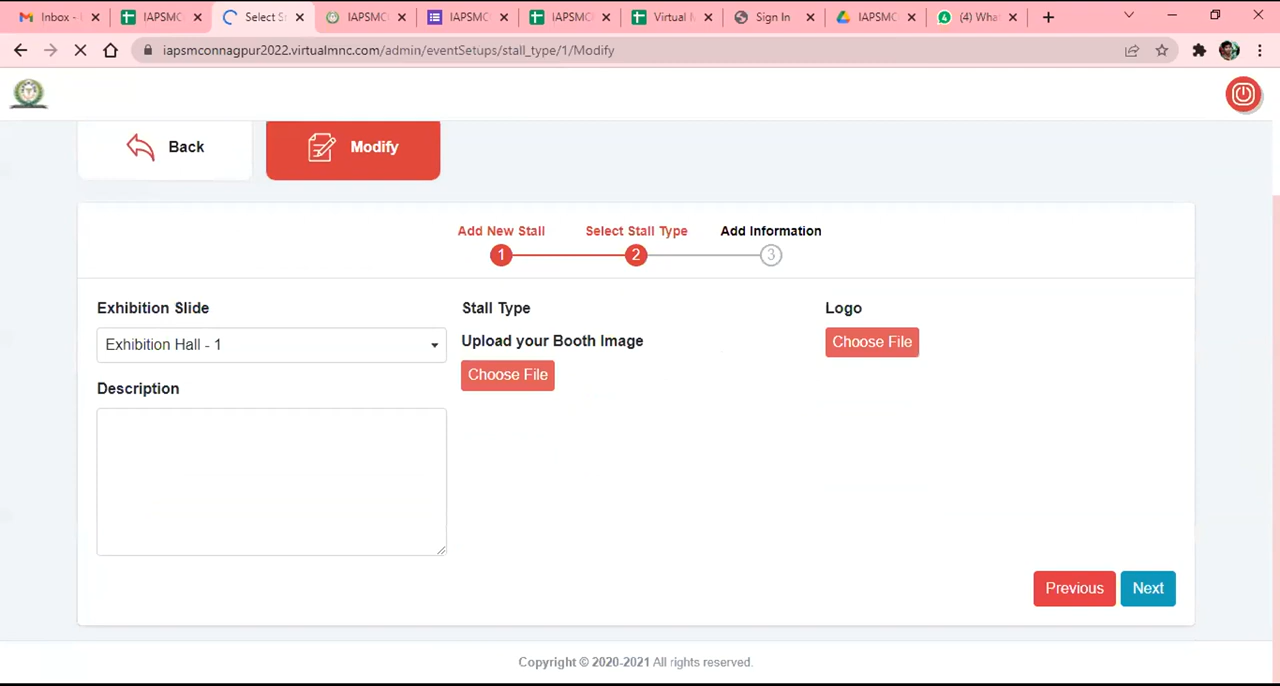 Inbox -
IAPSMC
Select S
IAPSMC
IAPSMC
IAPSMC
Virtual M
Sign In
IAPSMC
(4) Wha
iapsmconnagpur2022.virtualmnc.com/admin/eventSetups/stall_type/1/Modify
Back
Modify
Add New Stall
Select Stall Type
Add Information
1
2
3
Exhibition Slide
Stall Type
Logo
Exhibition Hall - 1
Upload your Booth Image
Choose File
Choose File
Description
Previous
Next
Copyright © 2020-2021 All rights reserved.